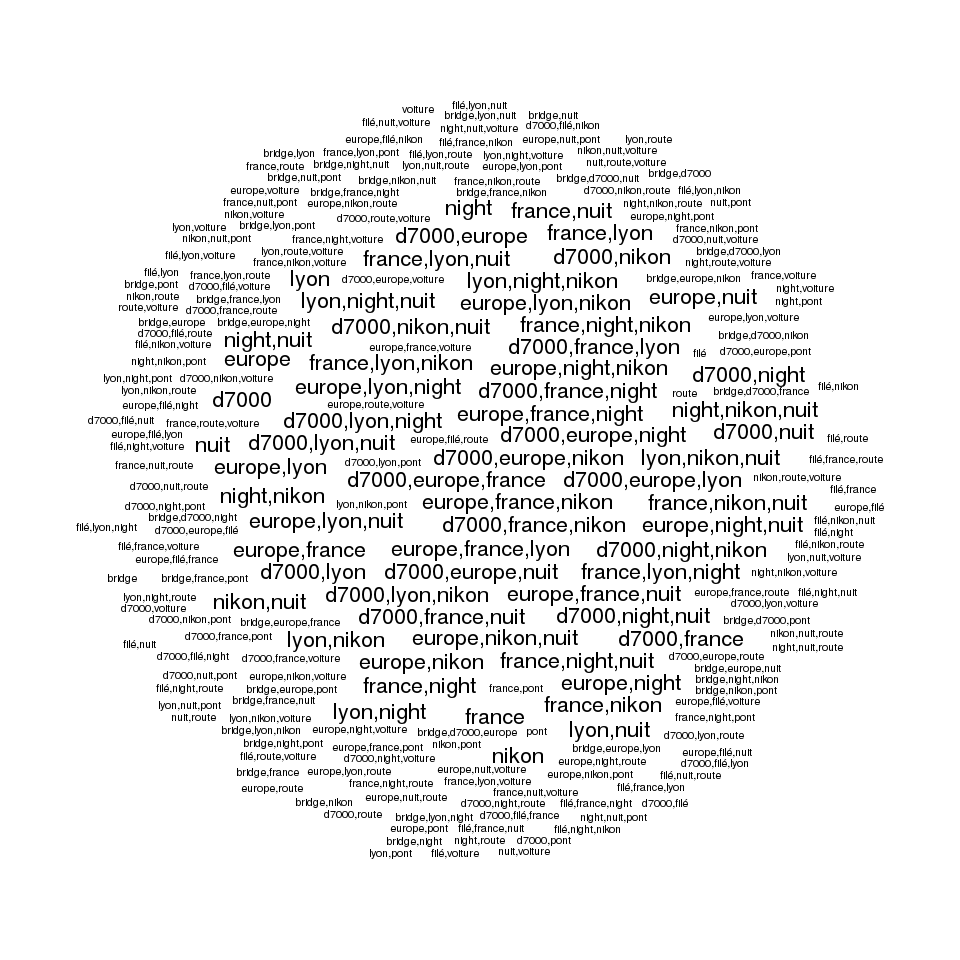 voiture filé,lyon,nuit
bridge,lyon,nuit bridge,nuit
filé,nuit,voiture night,nuit,voiture d7000,filé,nikon
europe,filé,nikon filé,france,nikon europe,nuit,pont lyon,route
bridge,lyon france,lyon,pont filé,lyon,route lyon,night,voiture nikon,nuit,voiture
france,route bridge,night,nuit lyon,nuit,route europe,lyon,pont nuit,route,voiture
bridge,nuit,pont bridge,nikon,nuit france,nikon,route bridge,d7000,nuit bridge,d7000
europe,voiture bridge,france,night bridge,france,nikon d7000,nikon,route filé,lyon,nikon
france,nuit,pont europe,nikon,route night france,nuit night,nikon,route nuit,pont
nikon,voiture d7000,route,voiture europe,night,pont
lyon,voiture bridge,lyon,pont d7000,europe france,lyon france,nikon,pont
nikon,nuit,pont france,night,voiture d7000,nuit,voiture
filé,lyon,voiture lyon,route,voiture france,lyon,nuit d7000,nikon bridge,d7000,lyon
france,nikon,voiture night,route,voiture
filé,lyon france,lyon,route lyon d7000,europe,voiture lyon,night,nikon bridge,europe,nikon france,voiture
bridge,pont d7000,filé,voiture night,voiture
nikon,route bridge,france,lyon lyon,night,nuit europe,lyon,nikon europe,nuit night,pont
route,voiture d7000,france,route
bridge,europe bridge,europe,night d7000,nikon,nuit france,night,nikon europe,lyon,voiture
d7000,filé,route night,nuit bridge,d7000,nikon
filé,nikon,voiture europe,france,voiture d7000,france,lyon filé d7000,europe,pont
night,nikon,pont europe france,lyon,nikon europe,night,nikon d7000,night
lyon,night,pont d7000,nikon,voiture europe,lyon,night d7000,france,night route bridge,d7000,france filé,nikon
lyon,nikon,route d7000
europe,filé,night europe,route,voiture europe,france,night night,nikon,nuit
d7000,filé,nuit france,route,voiture d7000,lyon,night d7000,europe,night d7000,nuit
europe,filé,lyon nuit d7000,lyon,nuit europe,filé,route filé,route
filé,night,voiture
france,nuit,route europe,lyon d7000,lyon,pont d7000,europe,nikon lyon,nikon,nuit filé,france,route
d7000,nuit,route d7000,europe,france d7000,europe,lyon nikon,route,voiture
night,nikon filé,france
d7000,night,pont lyon,nikon,pont europe,france,nikon france,nikon,nuit europe,filé
bridge,d7000,night europe,lyon,nuit d7000,france,nikon europe,night,nuit filé,nikon,nuit
filé,lyon,night d7000,europe,filé filé,night
filé,france,voiture europe,france europe,france,lyon d7000,night,nikon filé,nikon,route
europe,filé,france lyon,nuit,voiture
bridge bridge,france,pont d7000,lyon d7000,europe,nuit france,lyon,night night,nikon,voiture
lyon,night,route nikon,nuit d7000,lyon,nikon europe,france,nuit europe,france,route filé,night,nuit
d7000,voiture d7000,lyon,voiture
d7000,nikon,pont bridge,europe,france d7000,france,nuit d7000,night,nuit bridge,d7000,pont
filé,nuit d7000,france,pont lyon,nikon europe,nikon,nuit d7000,france nikon,nuit,route
night,nuit,route
d7000,filé,night d7000,france,voiture europe,nikon france,night,nuit d7000,europe,route
d7000,nuit,pont europe,nikon,voiture bridge,europe,nuit
filé,night,route bridge,europe,pont france,night france,pont europe,night bridge,night,nikon
bridge,nikon,pont
lyon,nuit,pont bridge,france,nuit lyon,night france france,nikon europe,filé,voiture
nuit,route lyon,nikon,voiture france,night,pont
bridge,lyon,nikon europe,night,voiture bridge,d7000,europe pont lyon,nuit d7000,lyon,route
bridge,night,pont europe,france,pont nikon,pont bridge,europe,lyon europe,filé,nuit
filé,route,voiture d7000,night,voiture nikon europe,night,route d7000,filé,lyon
bridge,france europe,lyon,route europe,nuit,voiture europe,nikon,pont filé,nuit,route
europe,route france,night,route france,lyon,voiture filé,france,lyon
bridge,nikon europe,nuit,route france,nuit,voiture
d7000,night,route filé,france,night d7000,filé
d7000,route bridge,lyon,night d7000,filé,france night,nuit,pont
europe,pont filé,france,nuit filé,night,nikon
bridge,night night,route d7000,pont
lyon,pont filé,voiture nuit,voiture